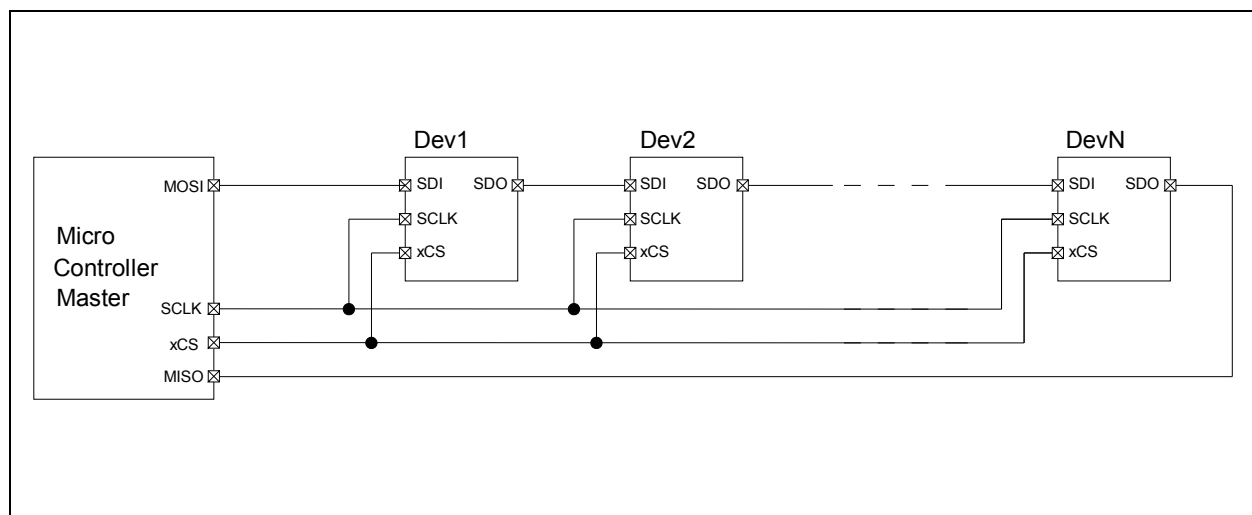 Dev1
Dev2
DevN
MOSI
SDI
SDO
SDI
SDO
SDI
SDO
SCLK
SCLK
SCLK
Micro
Controller
Master
xCS
xCS
xCS
SCLK
xCS
MISO